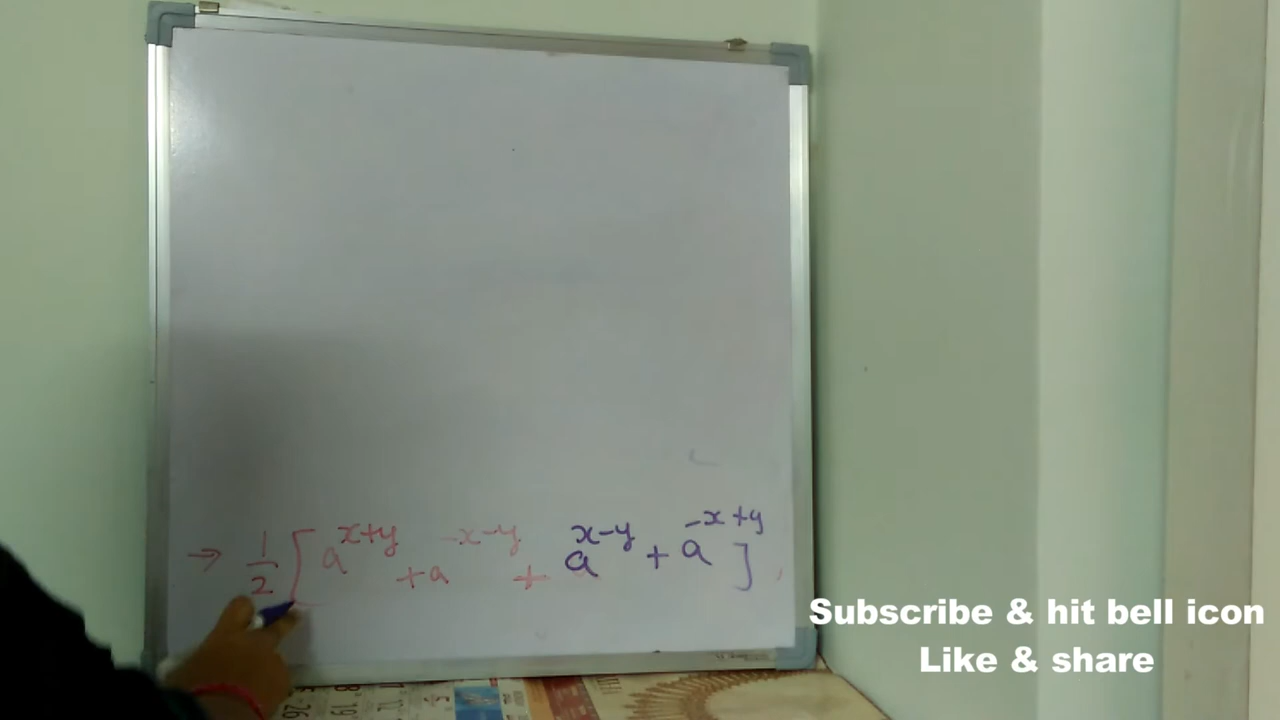 → 1/2 [a^{x+y} + a^{-x-y} + a^{x-y} + a^{-x+y}]
Subscribe & hit bell icon
Like & share